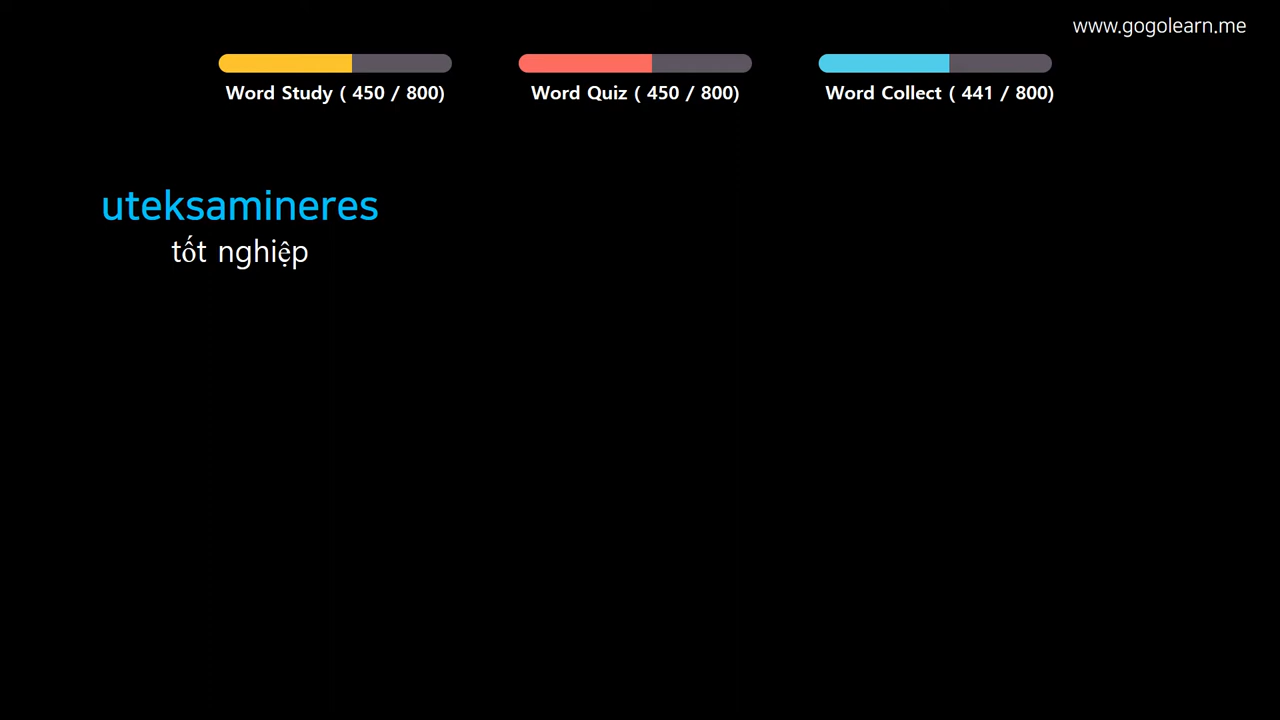 www.gogolearn.me
Word Study ( 450 / 800)
Word Quiz ( 450 / 800)
Word Collect ( 441 / 800)
uteksamineres
tốt nghiệp